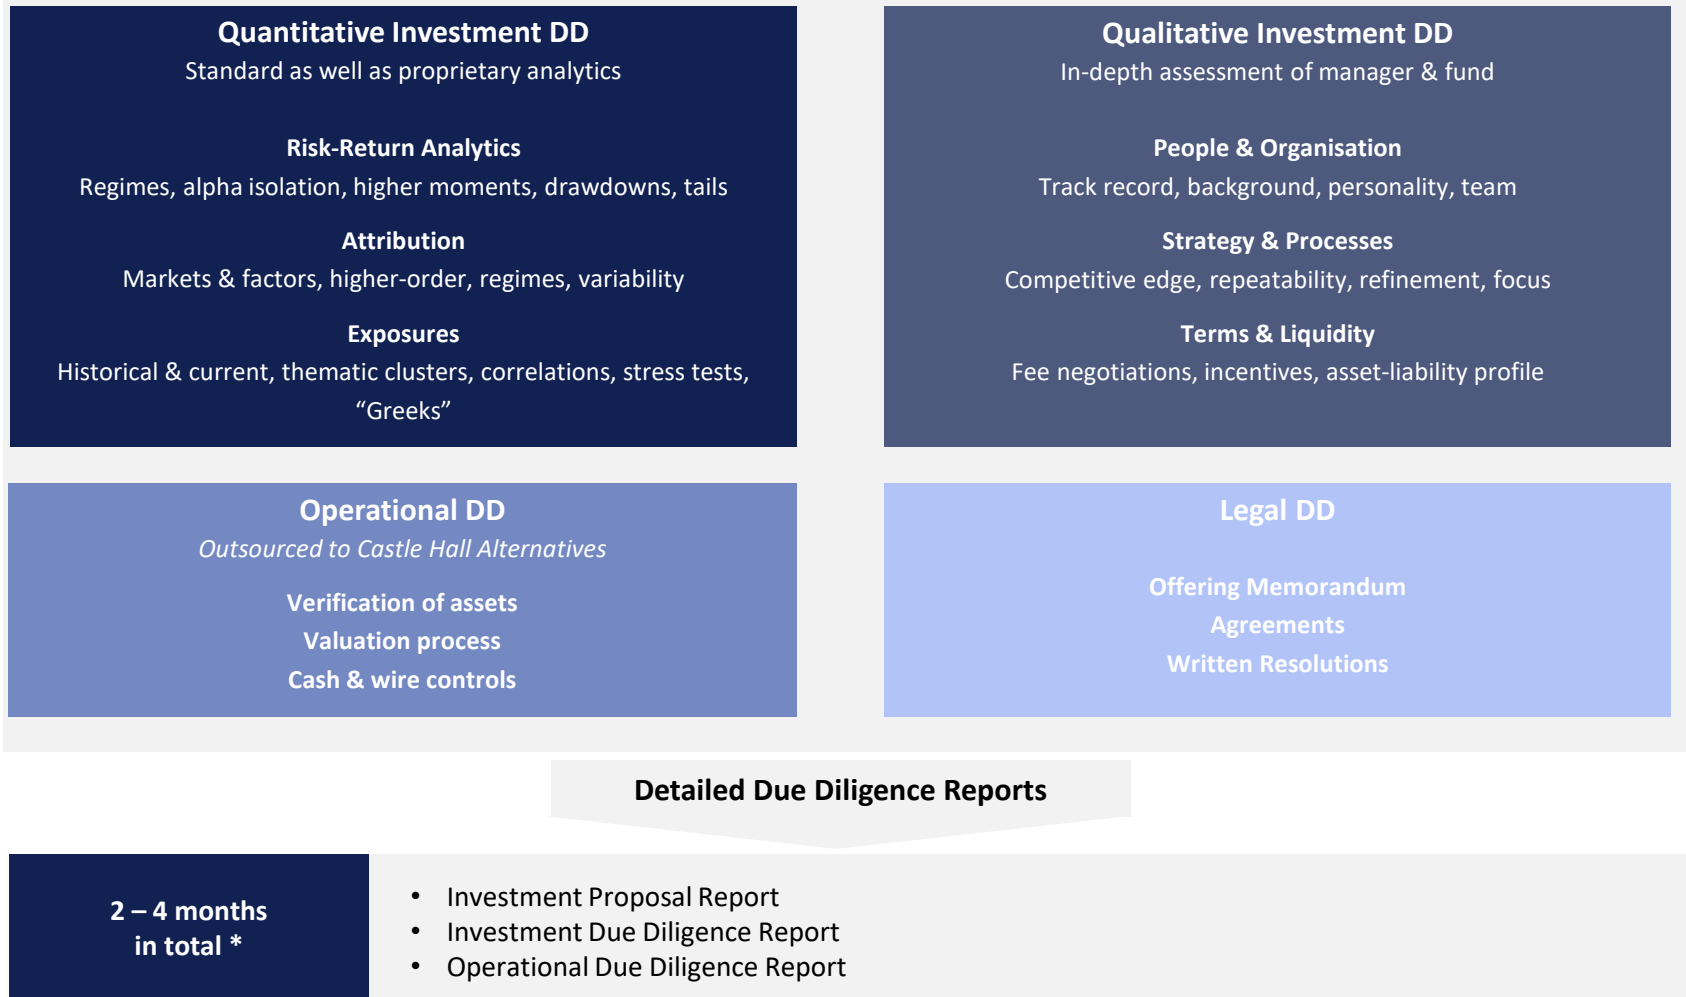 Quantitative Investment DD
Standard as well as proprietary analytics
Risk-Return Analytics
Regimes, alpha isolation, higher moments, drawdowns, tails
Attribution
Markets & factors, higher-order, regimes, variability
Exposures
Historical & current, thematic clusters, correlations, stress tests,
“Greeks”
Qualitative Investment DD
In-depth assessment of manager & fund
People & Organisation
Track record, background, personality, team
Strategy & Processes
Competitive edge, repeatability, refinement, focus
Terms & Liquidity
Fee negotiations, incentives, asset-liability profile
Operational DD
Outsourced to Castle Hall Alternatives
Verification of assets
Valuation process
Cash & wire controls
Legal DD
Offering Memorandum
Agreements
Written Resolutions
Detailed Due Diligence Reports
2 – 4 months
in total *
• Investment Proposal Report
• Investment Due Diligence Report
• Operational Due Diligence Report